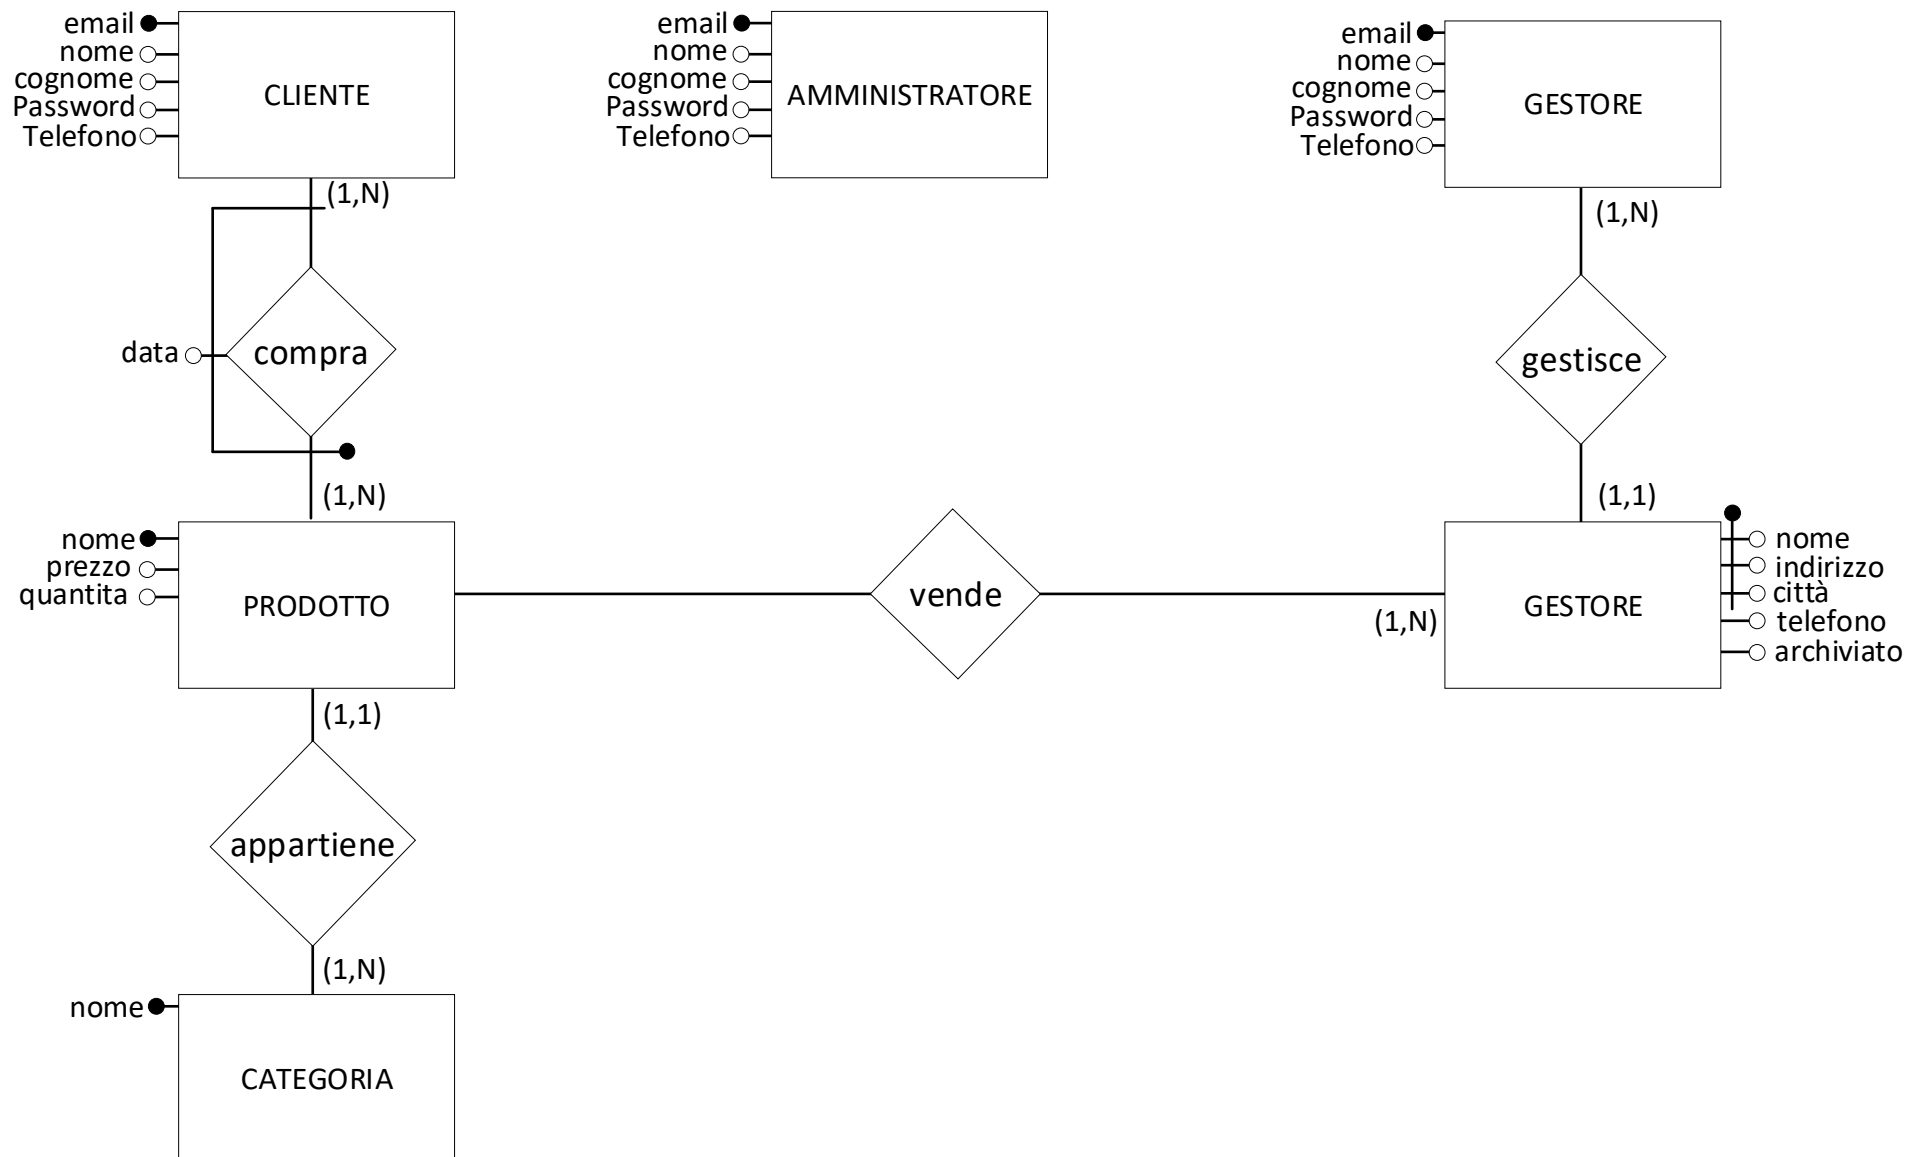 email
nome
cognome
Password
Telefono
CLIENTE
(1,N)
email
nome
cognome
Password
Telefono
AMMINISTRATORE
email
nome
cognome
Password
Telefono
GESTORE
(1,N)
data
compra
gestisce
(1,N)
(1,1)
nome
prezzo
quantita
PRODOTTO
vende
(1,N)
GESTORE
nome
indirizzo
città
telefono
archiviato
(1,1)
appartiene
(1,N)
nome
CATEGORIA